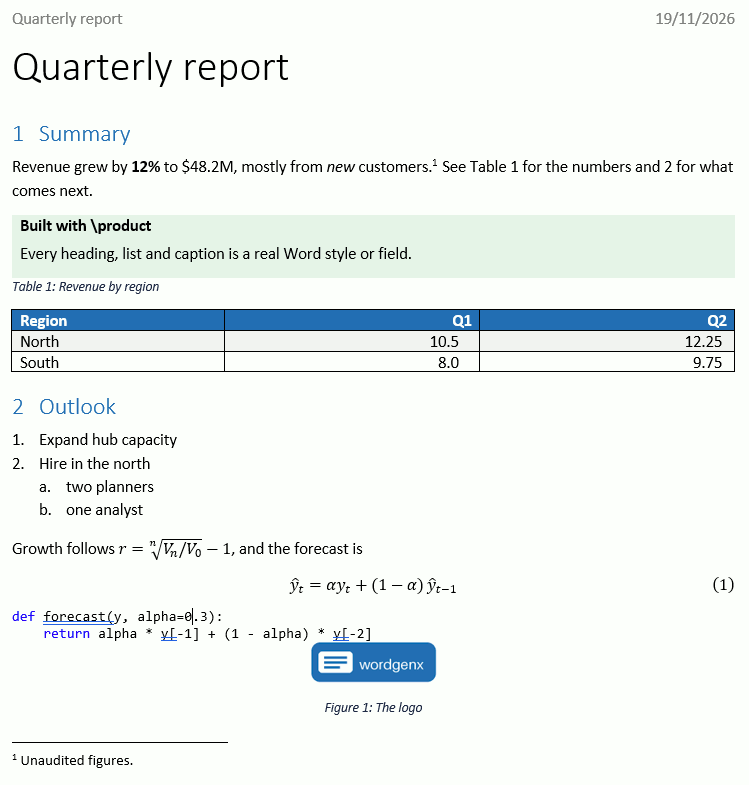 Quarterly report 19/11/2026
Quarterly report
1 Summary
Revenue grew by 12% to $48.2M, mostly from new customers.¹ See Table 1 for the numbers and 2 for what
comes next.
Built with \product
Every heading, list and caption is a real Word style or field.
Table 1: Revenue by region
Region Q1 Q2
North 10.5 12.25
South 8.0 9.75
2 Outlook
1. Expand hub capacity
2. Hire in the north
a. two planners
b. one analyst
Growth follows r = ⁿ√(Vₙ/V₀) − 1, and the forecast is
ŷₜ = αyₜ + (1 − α) ŷₜ₋₁ (1)
def forecast(y, alpha=0.3):
    return alpha * y[-1] + (1 - alpha) * y[-2]
wordgenx
Figure 1: The logo
¹ Unaudited figures.